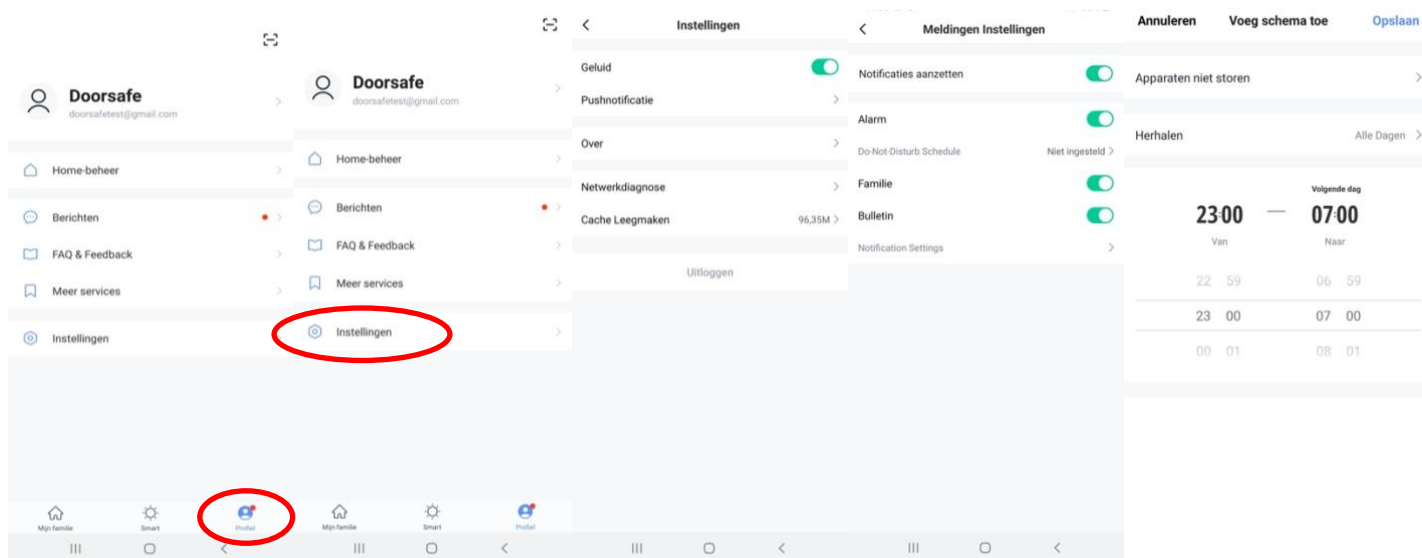 Doorsafe
doorsafetest@gmail.com
Home-beheer
Berichten
FAQ & Feedback
Meer services
Instellingen
Mijn familie
Smart
Profiel
Doorsafe
doorsafetest@gmail.com
Home-beheer
Berichten
FAQ & Feedback
Meer services
Instellingen
Mijn familie
Smart
Profiel
Instellingen
Geluid
Pushnotificatie
Over
Netwerkdiagnose
Cache Leegmaken 96,35M
Uitloggen
Meldingen Instellingen
Notificaties aanzetten
Alarm
Do-Not-Disturb Schedule Niet ingesteld
Familie
Bulletin
Notification Settings
Annuleren Voeg schema toe Opslaan
Apparaten niet storen
Herhalen Alle Dagen
Volgende dag
23:00 — 07:00
Van Naar
22 59 06 59
23 00 07 00
00 01 08 01